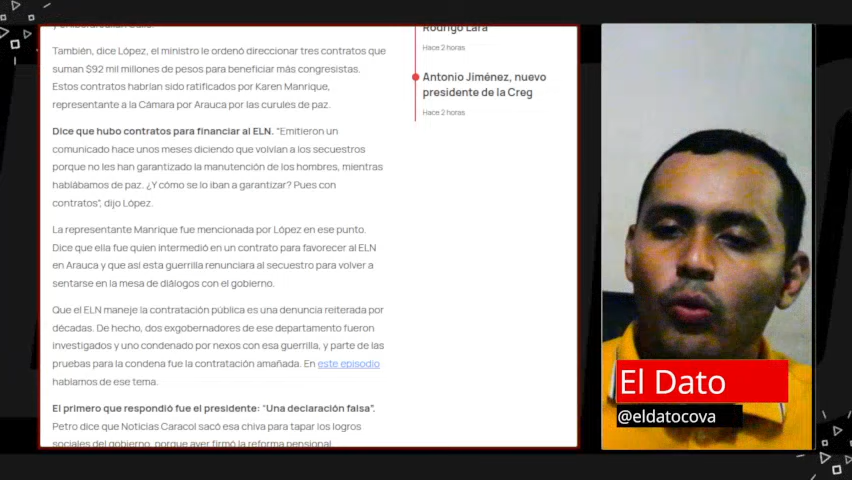 También, dice López, el ministro le ordenó direccionar tres contratos que
suman $92 mil millones de pesos para beneficiar más congresistas.
Estos contratos habrían sido ratificados por Karen Manrique,
representante a la Cámara por Arauca por las curules de paz.
Dice que hubo contratos para financiar al ELN. "Emitieron un
comunicado hace unos meses diciendo que volvían a los secuestros
porque no les han garantizado la manutención de los hombres, mientras
hablábamos de paz. ¿Y cómo se lo iban a garantizar? Pues con
contratos", dijo López.
La representante Manrique fue mencionada por López en ese punto.
Dice que ella fue quien intermedió en un contrato para favorecer al ELN
en Arauca y que así esta guerrilla renunciara al secuestro para volver a
sentarse en la mesa de diálogos con el gobierno.
Que el ELN maneje la contratación pública es una denuncia reiterada por
décadas. De hecho, dos exgobernadores de ese departamento fueron
investigados y uno condenado por nexos con esa guerrilla, y parte de las
pruebas para la condena fue la contratación amañada. En este episodio
hablamos de ese tema.
El primero que respondió fue el presidente: "Una declaración falsa".
Petro dice que Noticias Caracol sacó esa chiva para tapar los logros
sociales del gobierno, porque ayer firmó la reforma pensional.
Rodrigo Lara
Hace 2 horas
Antonio Jiménez, nuevo
presidente de la Creg
Hace 2 horas
El Dato
@eldatocova